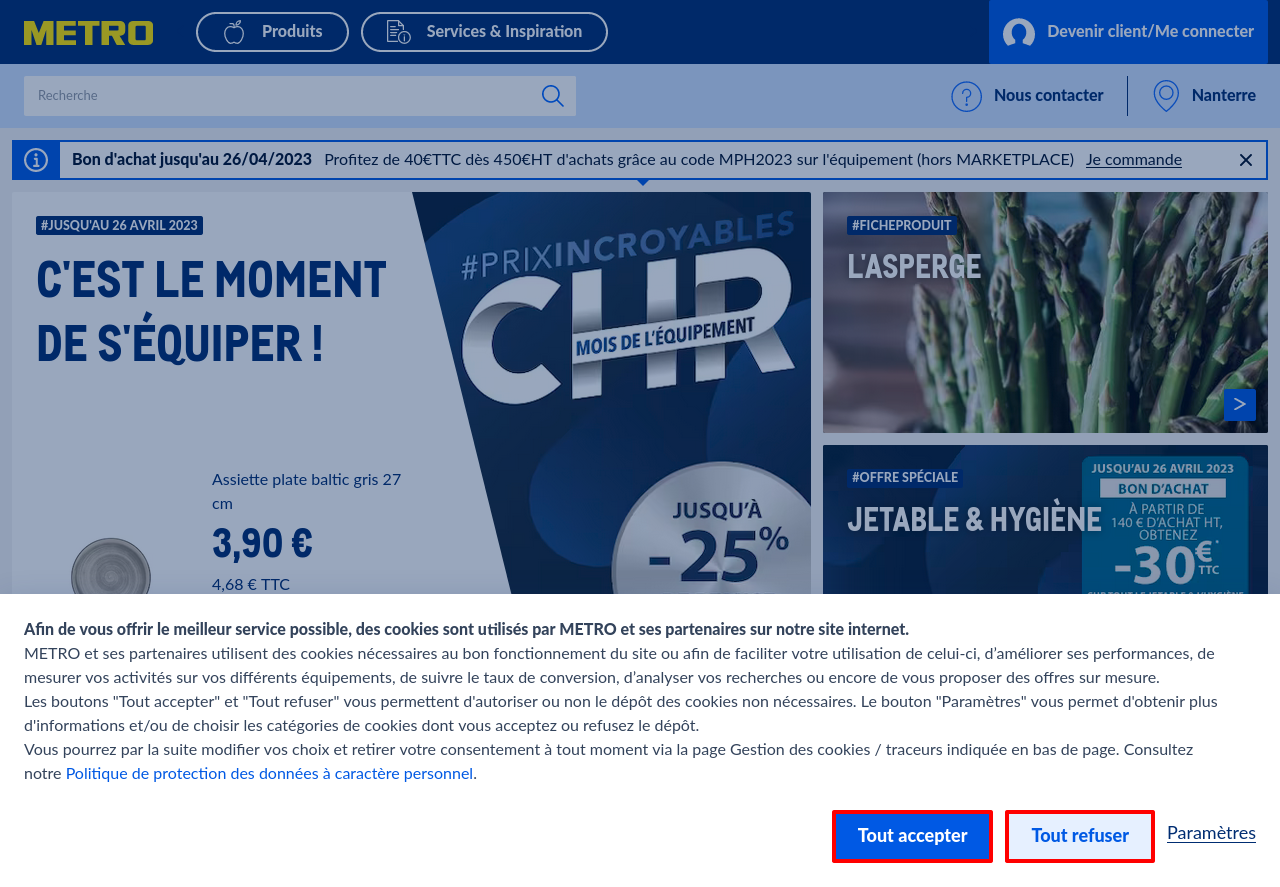 METRO
Produits
Services & Inspiration
Devenir client/Me connecter
Recherche
Nous contacter
Nanterre
Bon d'achat jusqu'au 26/04/2023 Profitez de 40€TTC dès 450€HT d'achats grâce au code MPH2023 sur l'équipement (hors MARKETPLACE) Je commande
#JUSQU'AU 26 AVRIL 2023
C'EST LE MOMENT
DE S'ÉQUIPER !
Assiette plate baltic gris 27
cm
3,90 €
4,68 € TTC
#PRIXINCROYABLES
CHR
MOIS DE L'ÉQUIPEMENT
JUSQU'À
-25%
#FICHEPRODUIT
L'ASPERGE
#OFFRE SPÉCIALE
JETABLE & HYGIÈNE
JUSQU'AU 26 AVRIL 2023
BON D'ACHAT
À PARTIR DE
140 € D'ACHAT HT,
OBTENEZ
-30€*
TTC
Afin de vous offrir le meilleur service possible, des cookies sont utilisés par METRO et ses partenaires sur notre site internet.
METRO et ses partenaires utilisent des cookies nécessaires au bon fonctionnement du site ou afin de faciliter votre utilisation de celui-ci, d’améliorer ses performances, de
mesurer vos activités sur vos différents équipements, de suivre le taux de conversion, d’analyser vos recherches ou encore de vous proposer des offres sur mesure.
Les boutons "Tout accepter" et "Tout refuser" vous permettent d'autoriser ou non le dépôt des cookies non nécessaires. Le bouton "Paramètres" vous permet d'obtenir plus
d'informations et/ou de choisir les catégories de cookies dont vous acceptez ou refusez le dépôt.
Vous pourrez par la suite modifier vos choix et retirer votre consentement à tout moment via la page Gestion des cookies / traceurs indiquée en bas de page. Consultez
notre Politique de protection des données à caractère personnel.
Tout accepter
Tout refuser
Paramètres